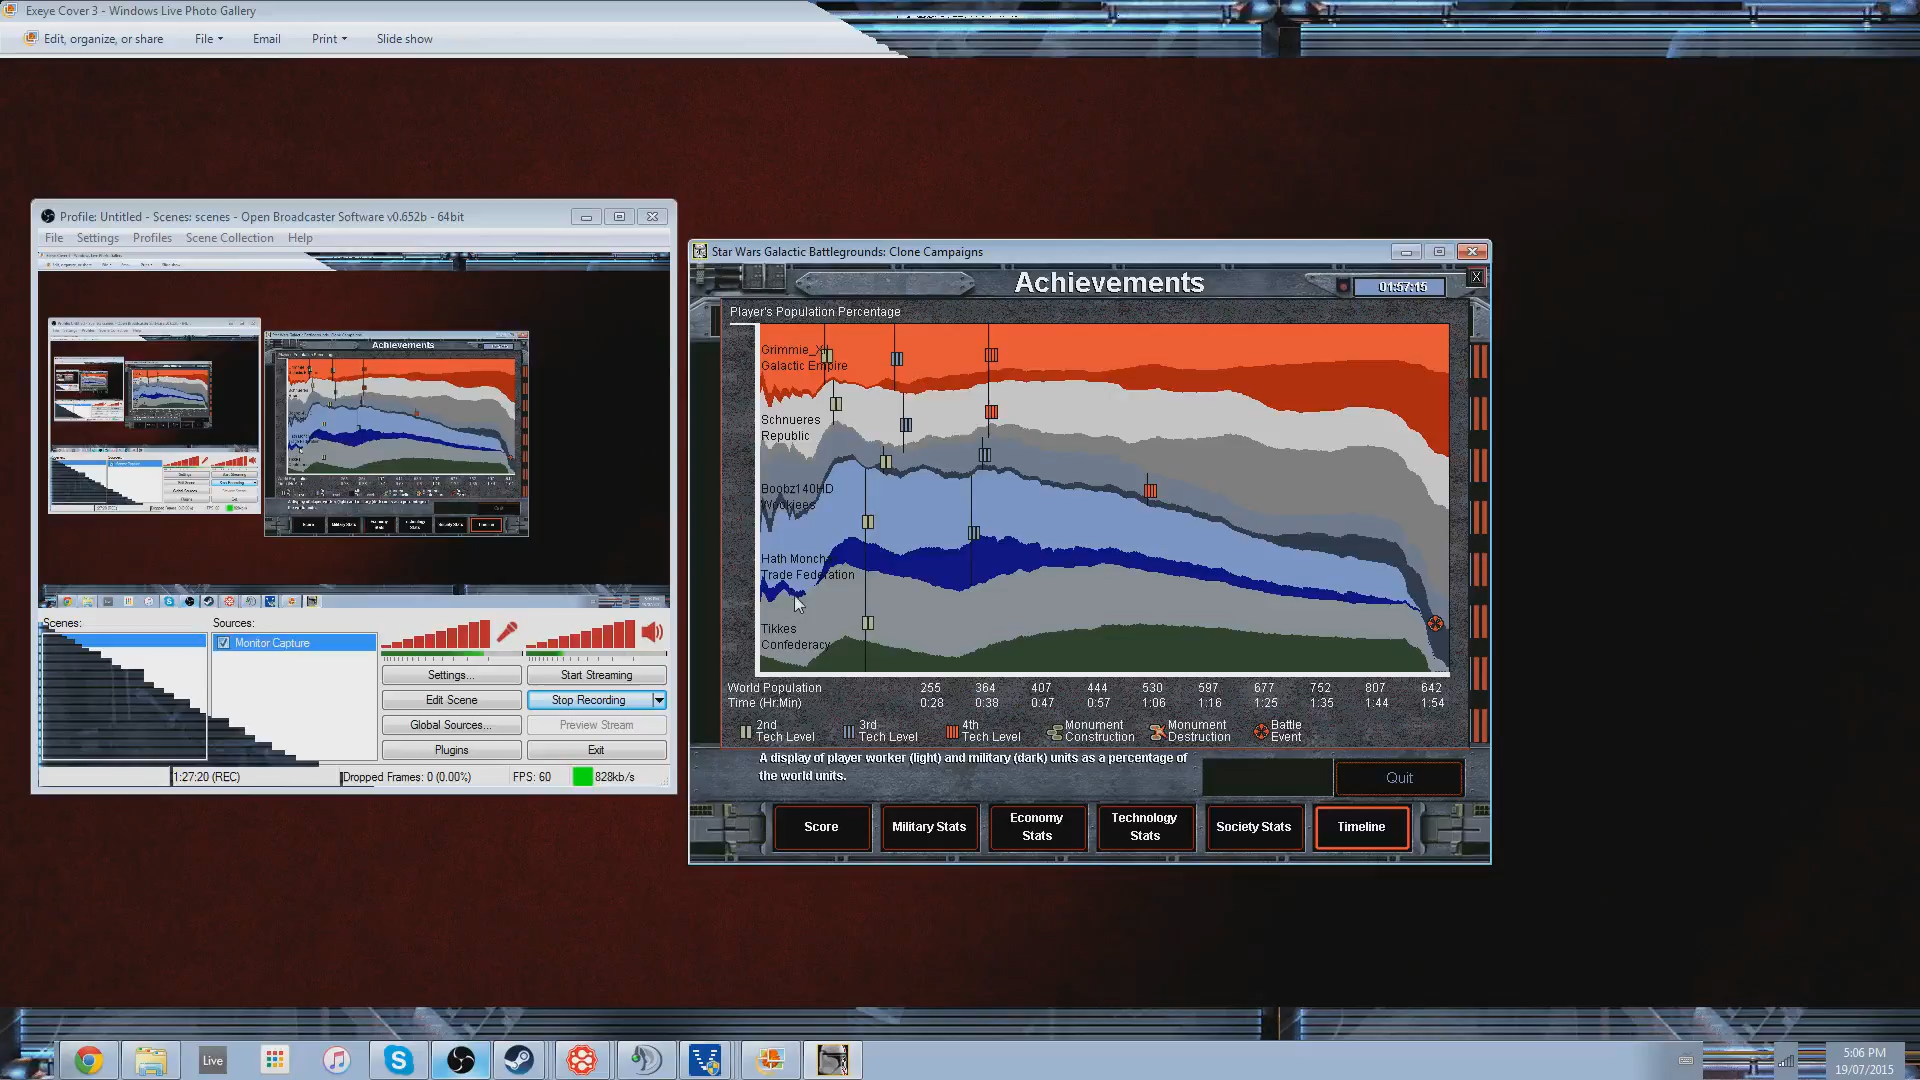 Exeye Cover 3 - Windows Live Photo Gallery
Edit, organize, or share
File
Email
Print
Slide show
Profile: Untitled - Scenes: scenes - Open Broadcaster Software v0.652b - 64bit
File
Settings
Profiles
Scene Collection
Help
Achievements
Scenes:
Sources:
Monitor Capture
Settings...
Start Streaming
Edit Scene
Stop Recording
Global Sources...
Preview Stream
Plugins
Exit
1:27:20 (REC)
Dropped Frames: 0 (0.00%)
FPS: 60
828kb/s
Star Wars Galactic Battlegrounds: Clone Campaigns
Achievements
01:57:15
X
Player's Population Percentage
Galactic Empire
Schnueres
Republic
Boobz140HD
Wookiees
Hath Moncha
Trade Federation
Tikkes
Confederacy
World Population 255 364 407 444 530 597 677 752 807 642
Time (Hr:Min) 0:28 0:38 0:47 0:57 1:06 1:16 1:25 1:35 1:44 1:54
2nd Tech Level
3rd Tech Level
4th Tech Level
Monument Construction
Monument Destruction
Battle Event
A display of player worker (light) and military (dark) units as a percentage of
the world units.
Quit
Score
Military Stats
Economy Stats
Technology Stats
Society Stats
Timeline
Live
5:06 PM
19/07/2015